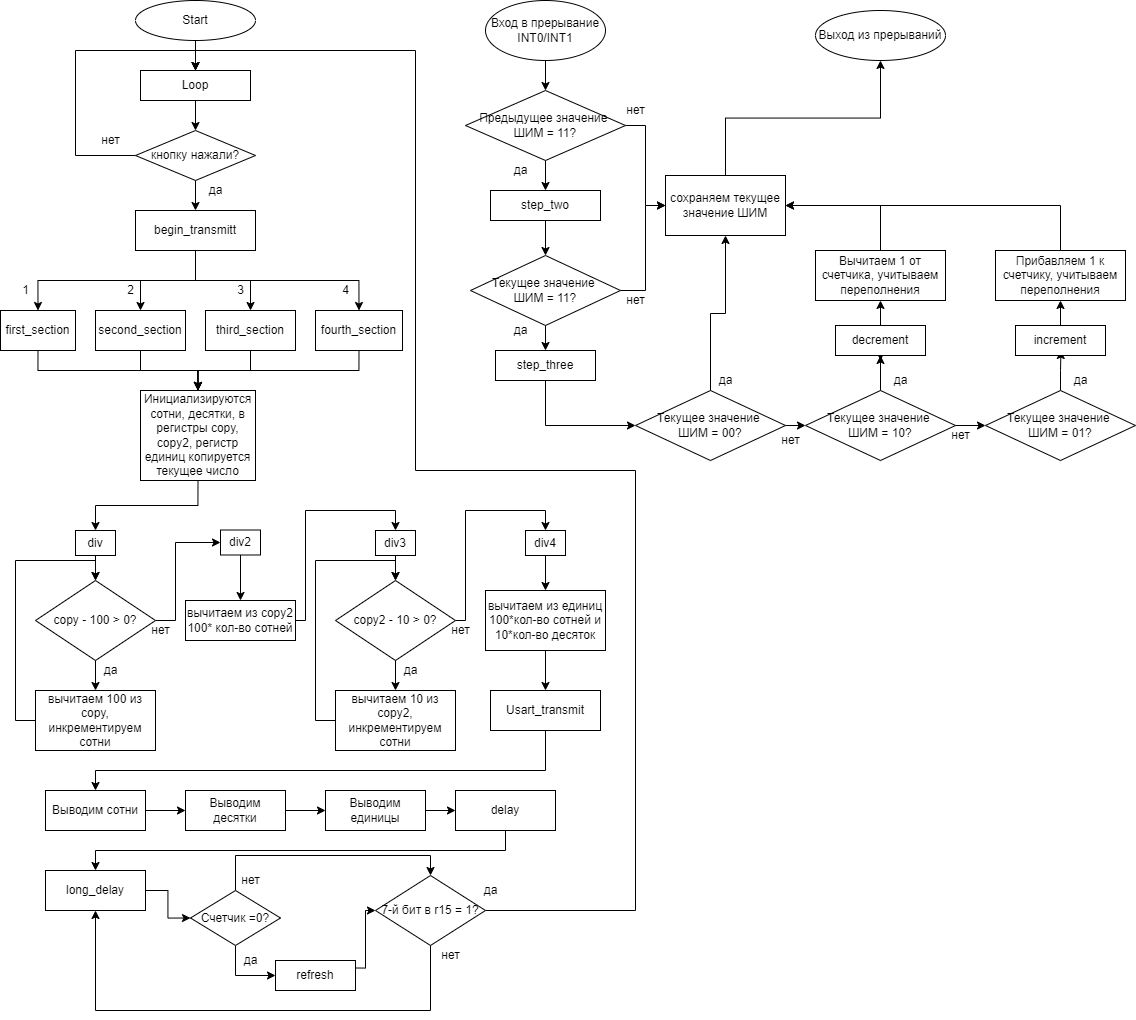 Start
Loop
кнопку нажали?
нет
да
begin_transmitt
1
2
3
4
first_section
second_section
third_section
fourth_section
Инициализируются
сотни, десятки, в
регистры copy,
copy2, регистр
единиц копируется
текущее число
div
copy - 100 > 0?
нет
да
вычитаем 100 из
copy,
инкрементируем
сотни
div2
вычитаем из copy2
100* кол-во сотней
div3
copy2 - 10 > 0?
нет
да
вычитаем 10 из
copy2,
инкрементируем
сотни
div4
вычитаем из единиц
100*кол-во сотней и
10*кол-во десяток
Usart_transmit
Выводим сотни
Выводим
десятки
Выводим
единицы
delay
long_delay
Счетчик =0?
нет
да
refresh
7-й бит в r15 = 1?
да
нет
Вход в прерывание
INT0/INT1
Предыдущее значение
ШИМ = 11?
нет
да
step_two
Текущее значение
ШИМ = 11?
нет
да
step_three
сохраняем текущее
значение ШИМ
Выход из прерываний
Текущее значение
ШИМ = 00?
да
нет
Текущее значение
ШИМ = 10?
да
нет
decrement
Вычитаем 1 от
счетчика, учитываем
переполнения
Текущее значение
ШИМ = 01?
да
increment
Прибавляем 1 к
счетчику, учитываем
переполнения